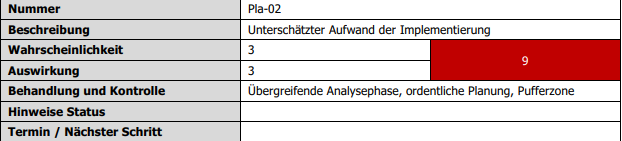 Nummer Pla-02
Beschreibung Unterschätzter Aufwand der Implementierung
Wahrscheinlichkeit 3
9
Auswirkung 3
Behandlung und Kontrolle Übergreifende Analysephase, ordentliche Planung, Pufferzone
Hinweise Status
Termin / Nächster Schritt